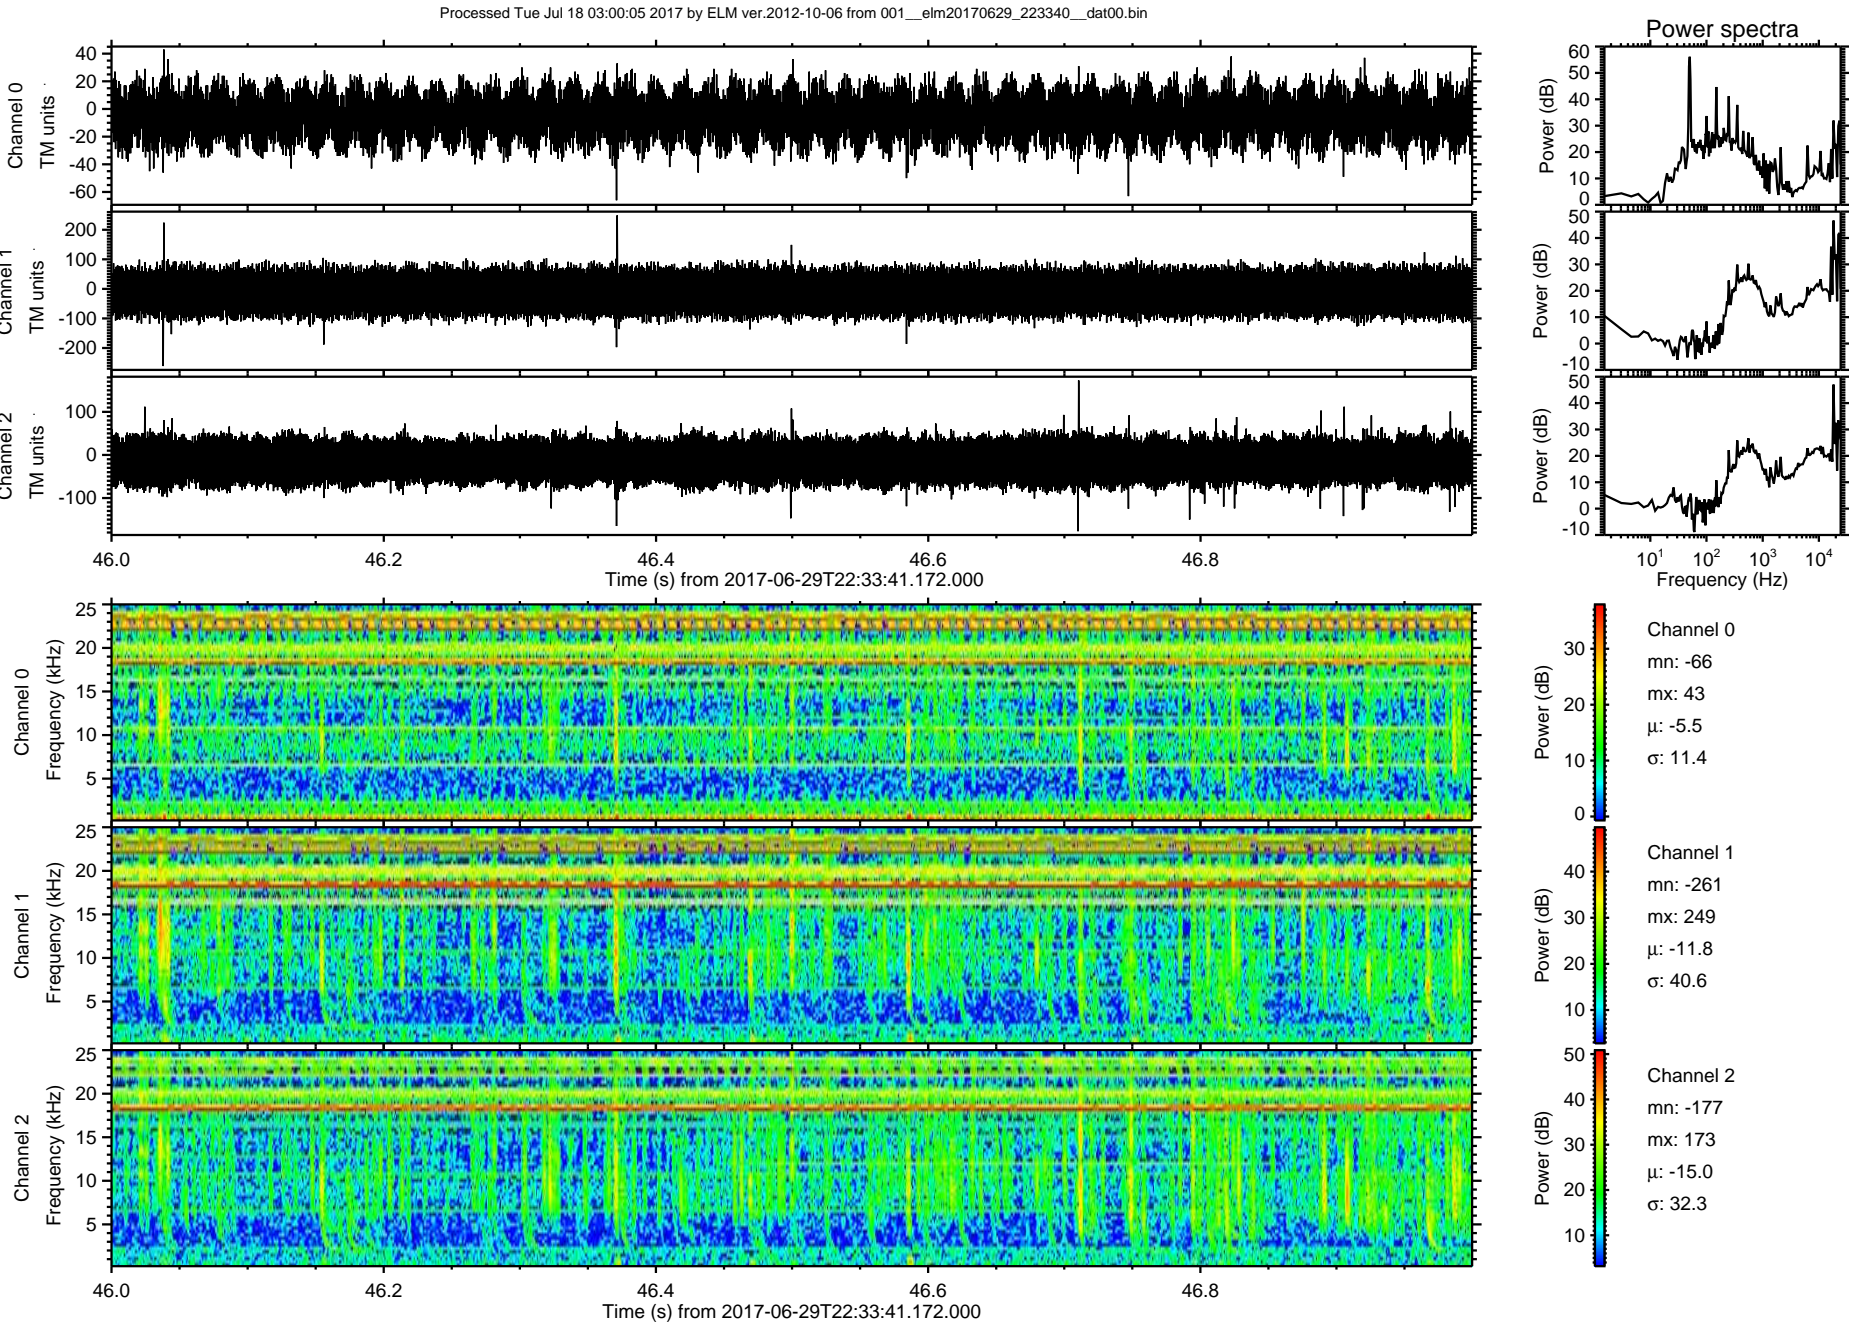 Processed Tue Jul 18 03:00:05 2017 by ELM ver.2012-10-06 from 001__elm20170629_223340__dat00.bin
Power spectra
Channel 0
TM units
40
20
0
-20
-40
-60
Power (dB)
60
50
40
30
20
10
0
Channel 1
TM units
200
100
0
-100
-200
Power (dB)
50
40
30
20
10
0
-10
Channel 2
TM units
100
0
-100
Power (dB)
50
40
30
20
10
0
-10
46.0 46.2 46.4 46.6 46.8
Time (s) from 2017-06-29T22:33:41.172.000
10^1 10^2 10^3 10^4
Frequency (Hz)
Channel 0
Frequency (kHz)
25
20
15
10
5
Power (dB)
30
20
10
0
Channel 0
mn: -66
mx: 43
μ: -5.5
σ: 11.4
Channel 1
Frequency (kHz)
25
20
15
10
5
Power (dB)
40
30
20
10
Channel 1
mn: -261
mx: 249
μ: -11.8
σ: 40.6
Channel 2
Frequency (kHz)
25
20
15
10
5
Power (dB)
50
40
30
20
10
Channel 2
mn: -177
mx: 173
μ: -15.0
σ: 32.3
46.0 46.2 46.4 46.6 46.8
Time (s) from 2017-06-29T22:33:41.172.000